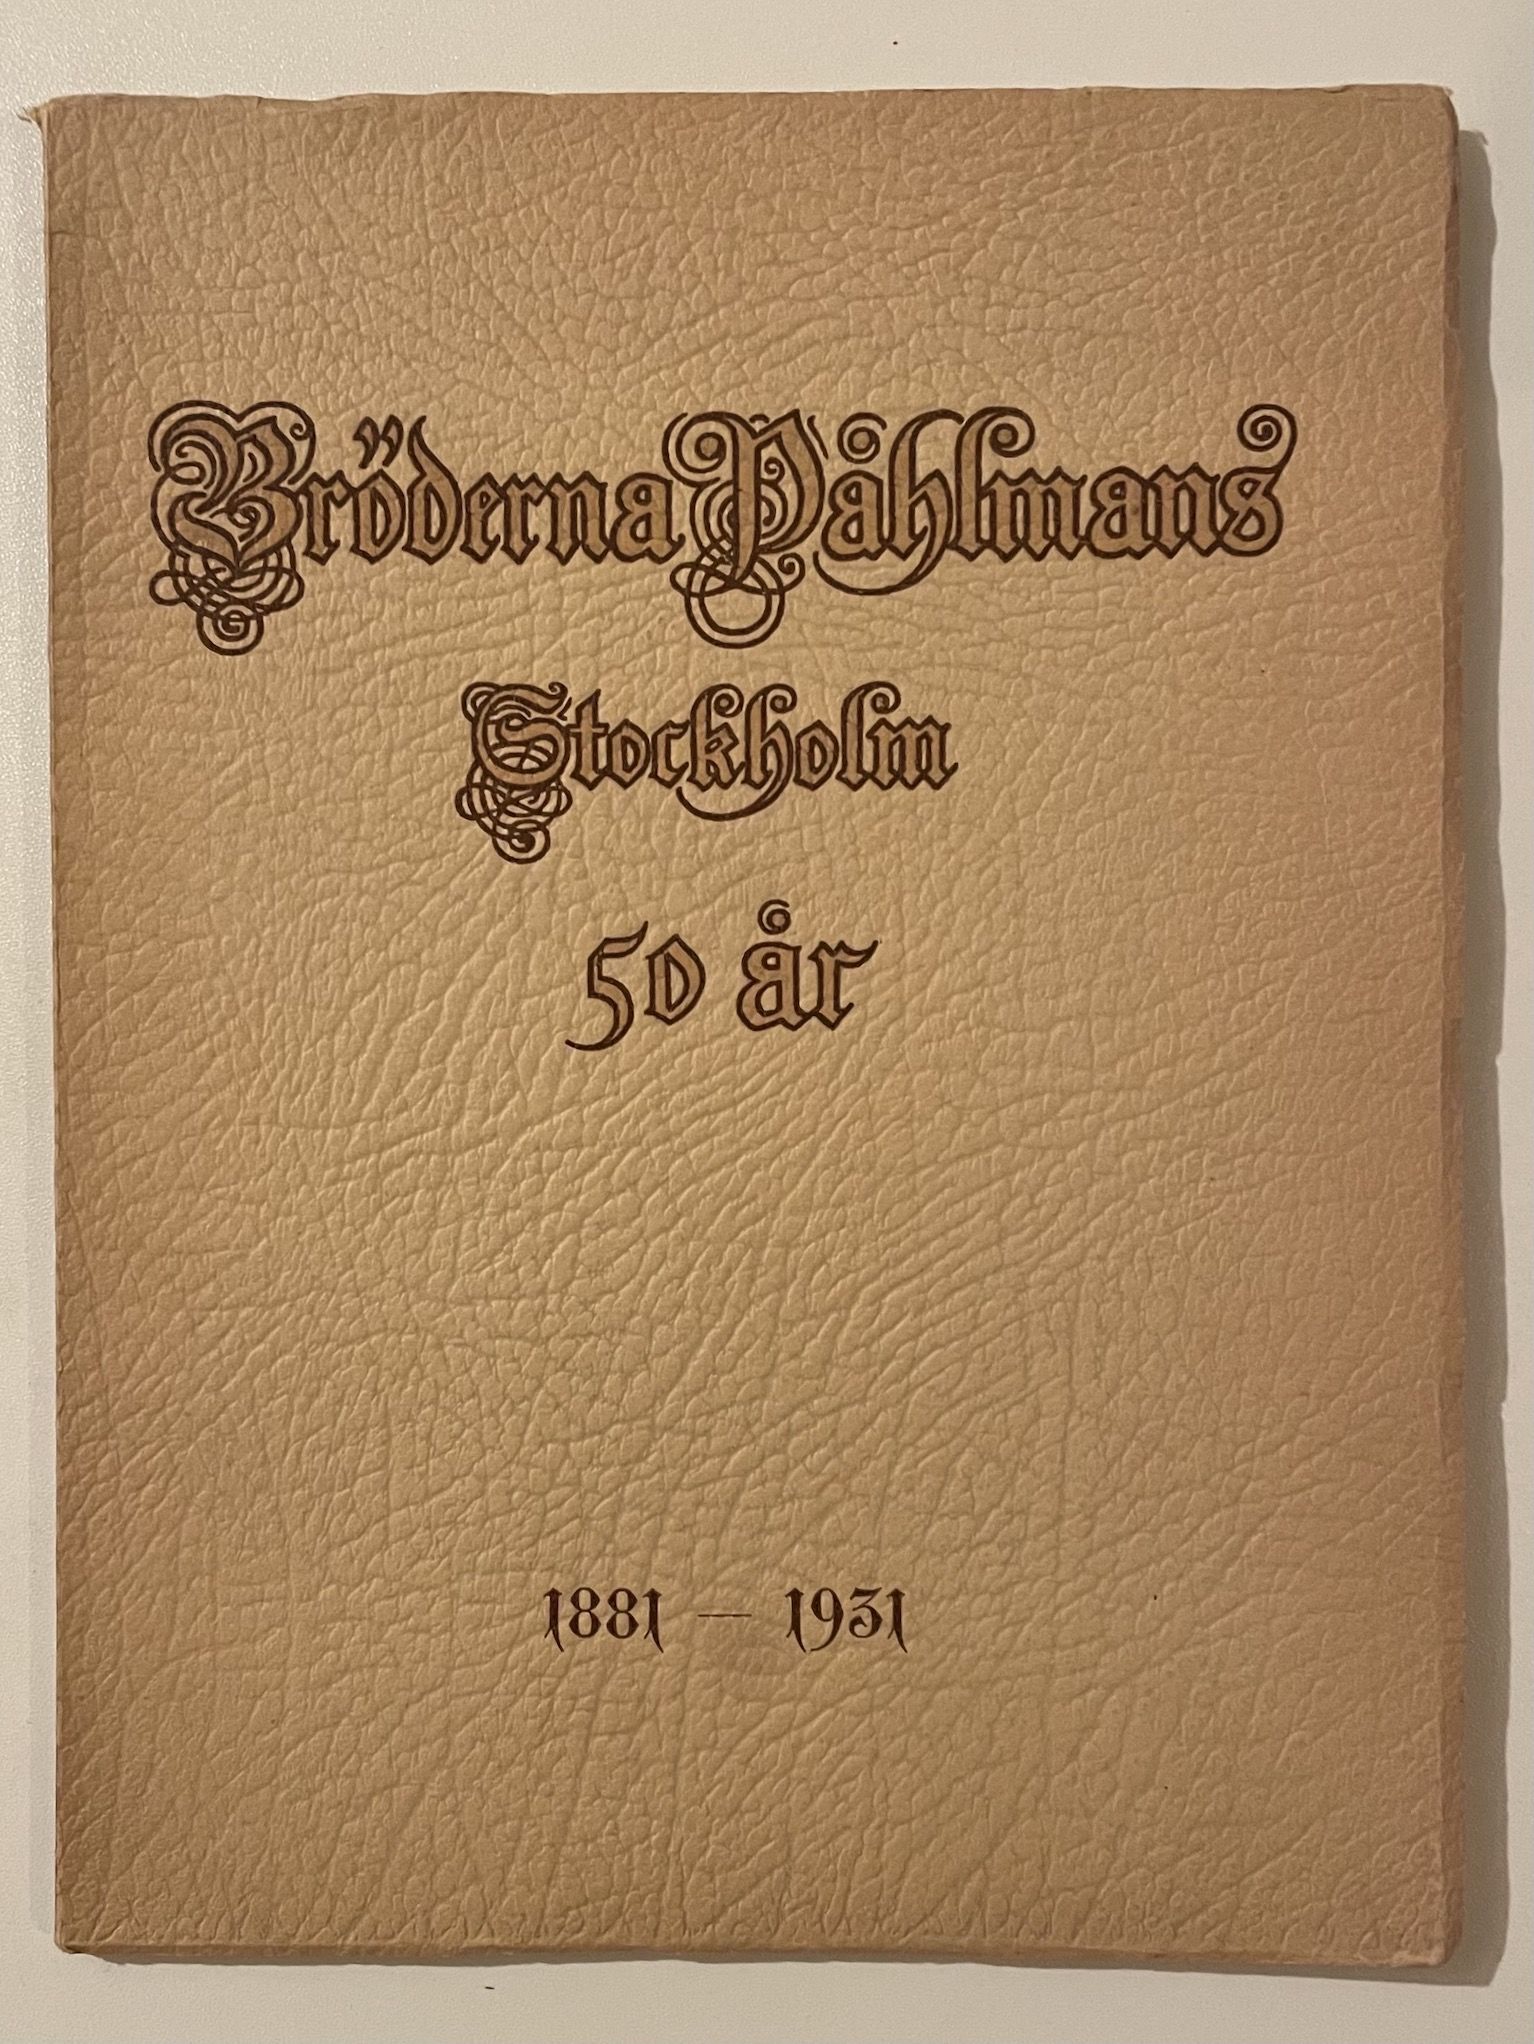 Bröderna Påhlmans
Stockholm
50 år
1881 — 1931